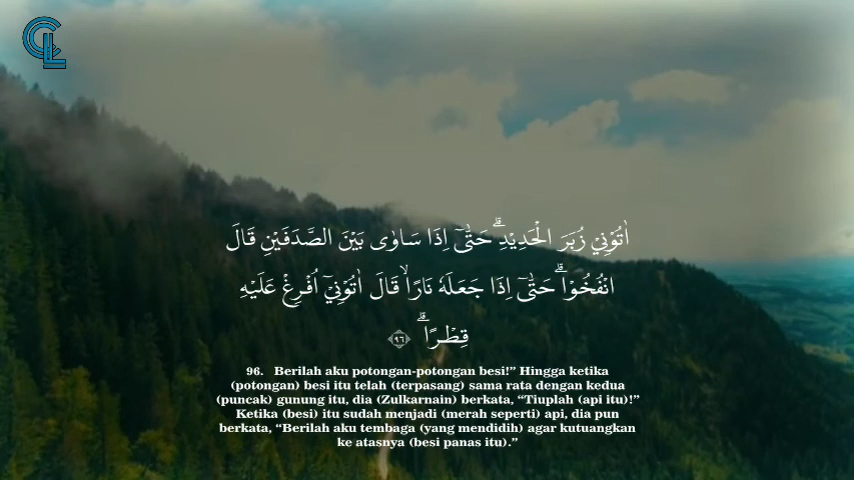 اٰتُوْنِيْ زُبَرَ الْحَدِيْدِۗ حَتّٰىٓ اِذَا سَاوٰى بَيْنَ الصَّدَفَيْنِ قَالَ
انْفُخُوْاۗ حَتّٰىٓ اِذَا جَعَلَهٗ نَارًاۙ قَالَ اٰتُوْنِيْٓ اُفْرِغْ عَلَيْهِ
قِطْرًاۗ ٩٦
96. Berilah aku potongan-potongan besi!” Hingga ketika
(potongan) besi itu telah (terpasang) sama rata dengan kedua
(puncak) gunung itu, dia (Zulkarnain) berkata, “Tiuplah (api itu)!”
Ketika (besi) itu sudah menjadi (merah seperti) api, dia pun
berkata, “Berilah aku tembaga (yang mendidih) agar kutuangkan
ke atasnya (besi panas itu).”